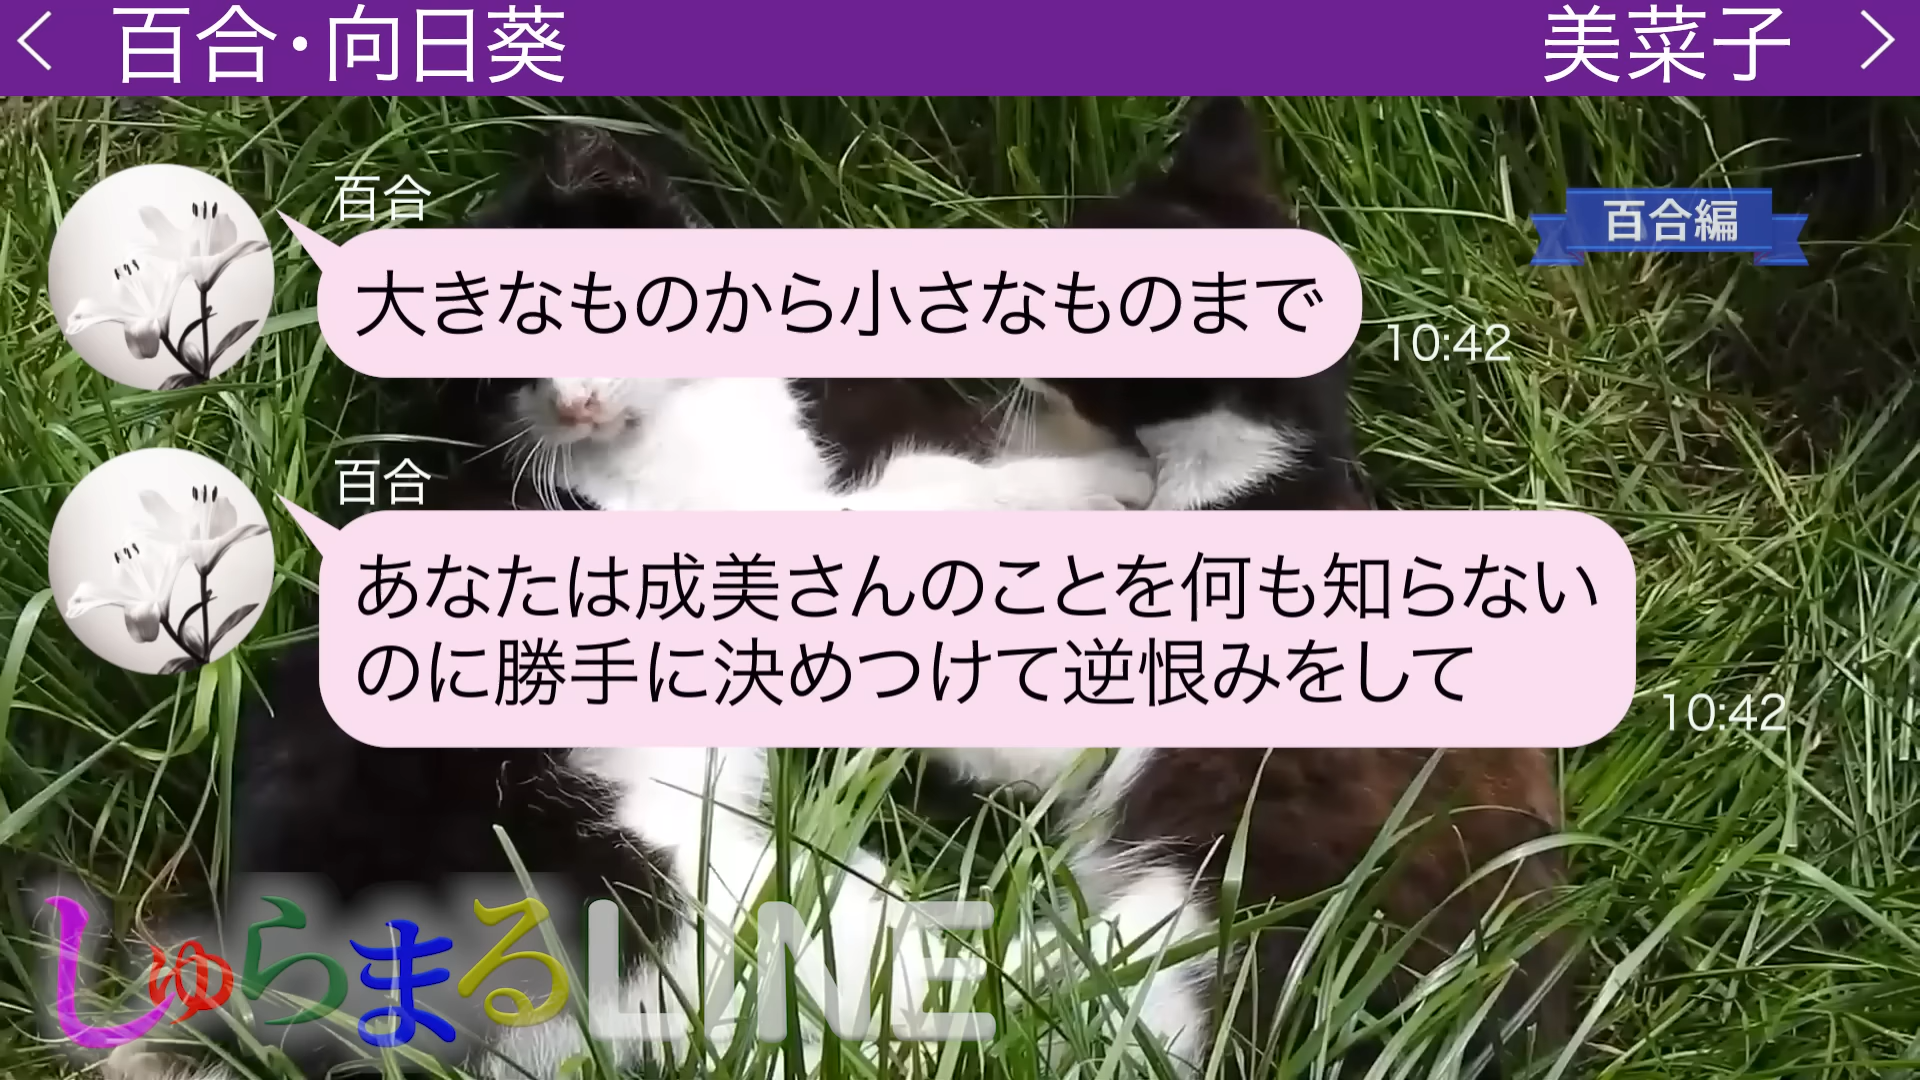 百合・向日葵
美菜子
百合編
百合
大きなものから小さなものまで
10:42
百合
あなたは成美さんのことを何も知らない
のに勝手に決めつけて逆恨みをして
10:42
しゅらまるLINE